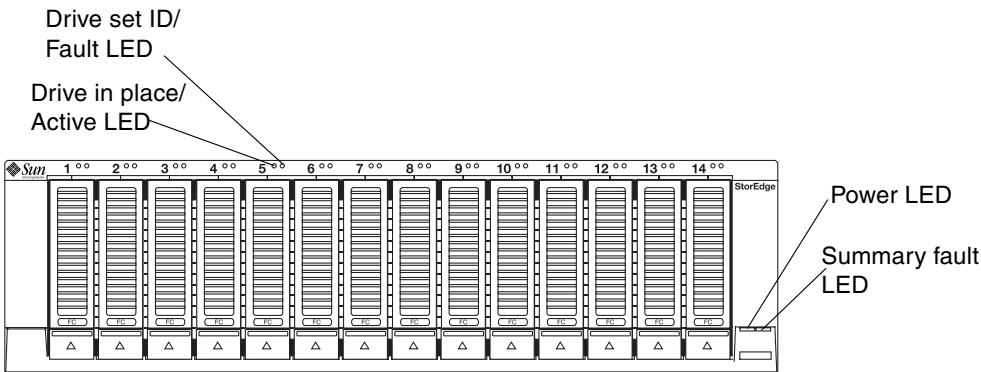 Drive set ID/
Fault LED
Drive in place/
Active LED
Sun
1 2 3 4 5 6 7 8 9 10 11 12 13 14
StorEdge
Power LED
Summary fault
LED
FC FC FC FC FC FC FC FC FC FC FC FC FC FC